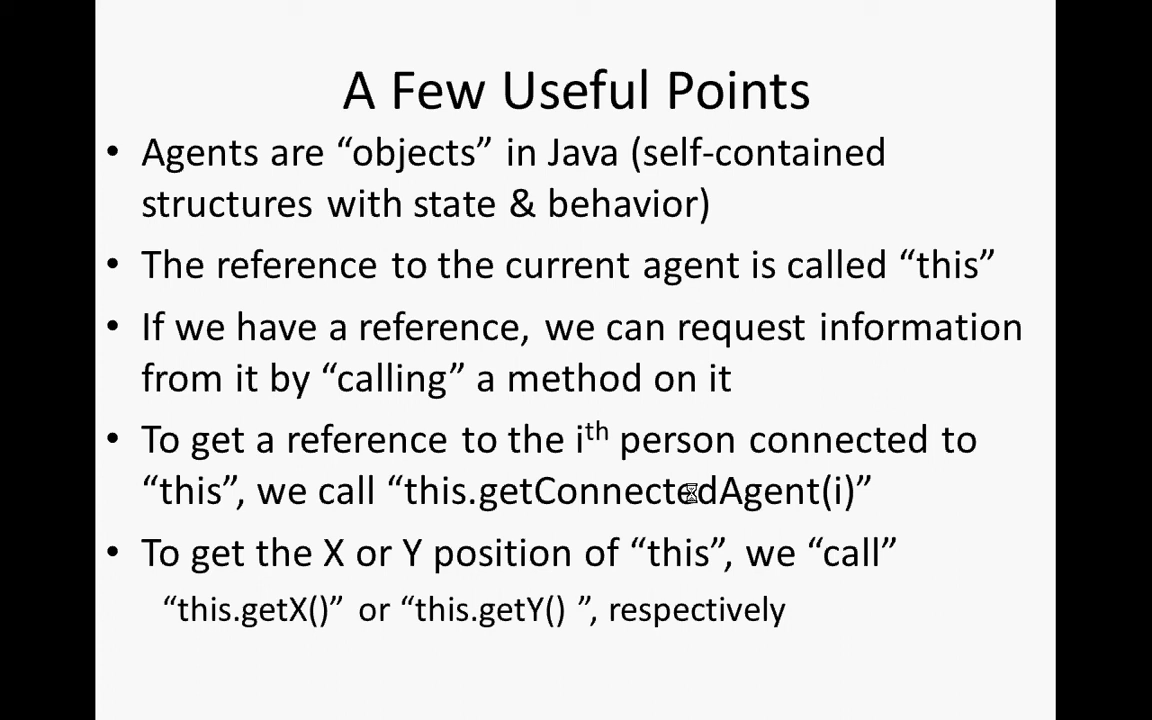 A Few Useful Points
• Agents are “objects” in Java (self-contained
structures with state & behavior)
• The reference to the current agent is called “this”
• If we have a reference, we can request information
from it by “calling” a method on it
• To get a reference to the ith person connected to
“this”, we call “this.getConnectedAgent(i)”
• To get the X or Y position of “this”, we “call”
“this.getX()” or “this.getY() ”, respectively